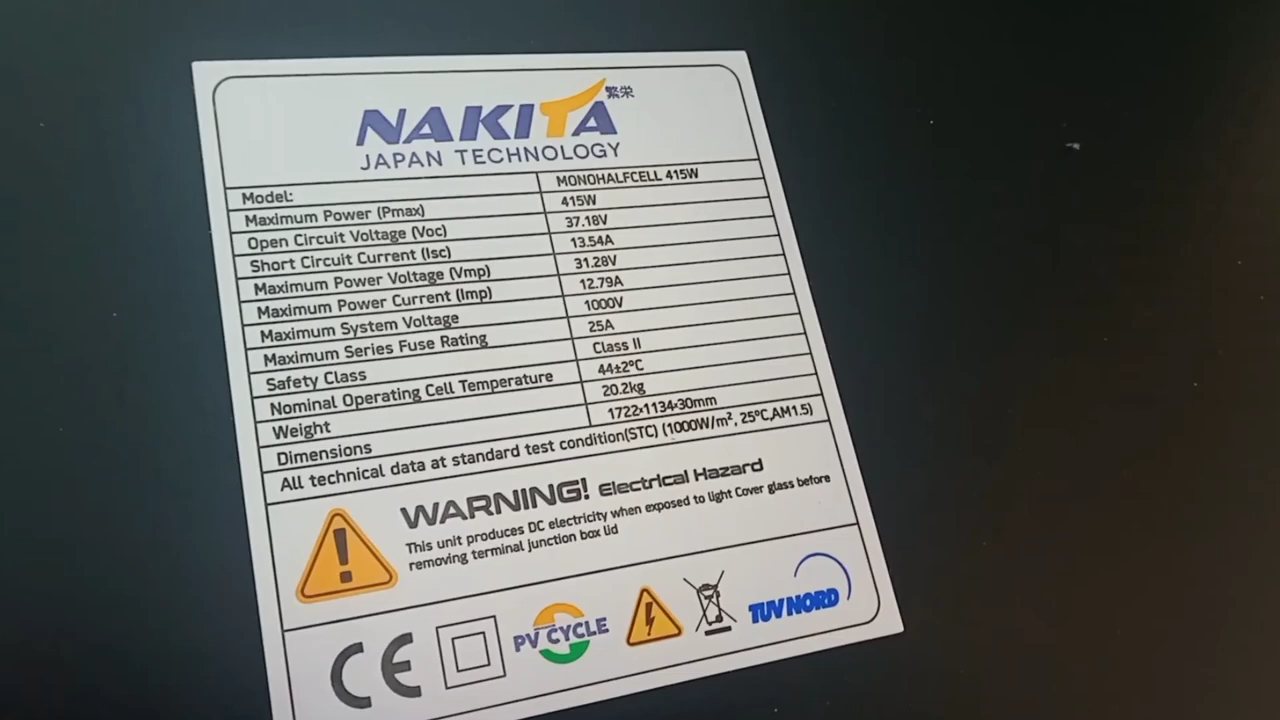 NAKITA 繁栄
JAPAN TECHNOLOGY
Model: MONOHALFCELL 415W
Maximum Power (Pmax) 415W
Open Circuit Voltage (Voc) 37.18V
Short Circuit Current (Isc) 13.54A
Maximum Power Voltage (Vmp) 31.28V
Maximum Power Current (Imp) 12.79A
Maximum System Voltage 1000V
Maximum Series Fuse Rating 25A
Safety Class Class II
Nominal Operating Cell Temperature 44±2°C
Weight 20.2kg
Dimensions 1722×1134×30mm
All technical data at standard test condition(STC) (1000W/m², 25°C,AM1.5)
WARNING! Electrical Hazard
This unit produces DC electricity when exposed to light Cover glass before
removing terminal junction box lid
CE PV CYCLE TUV NORD